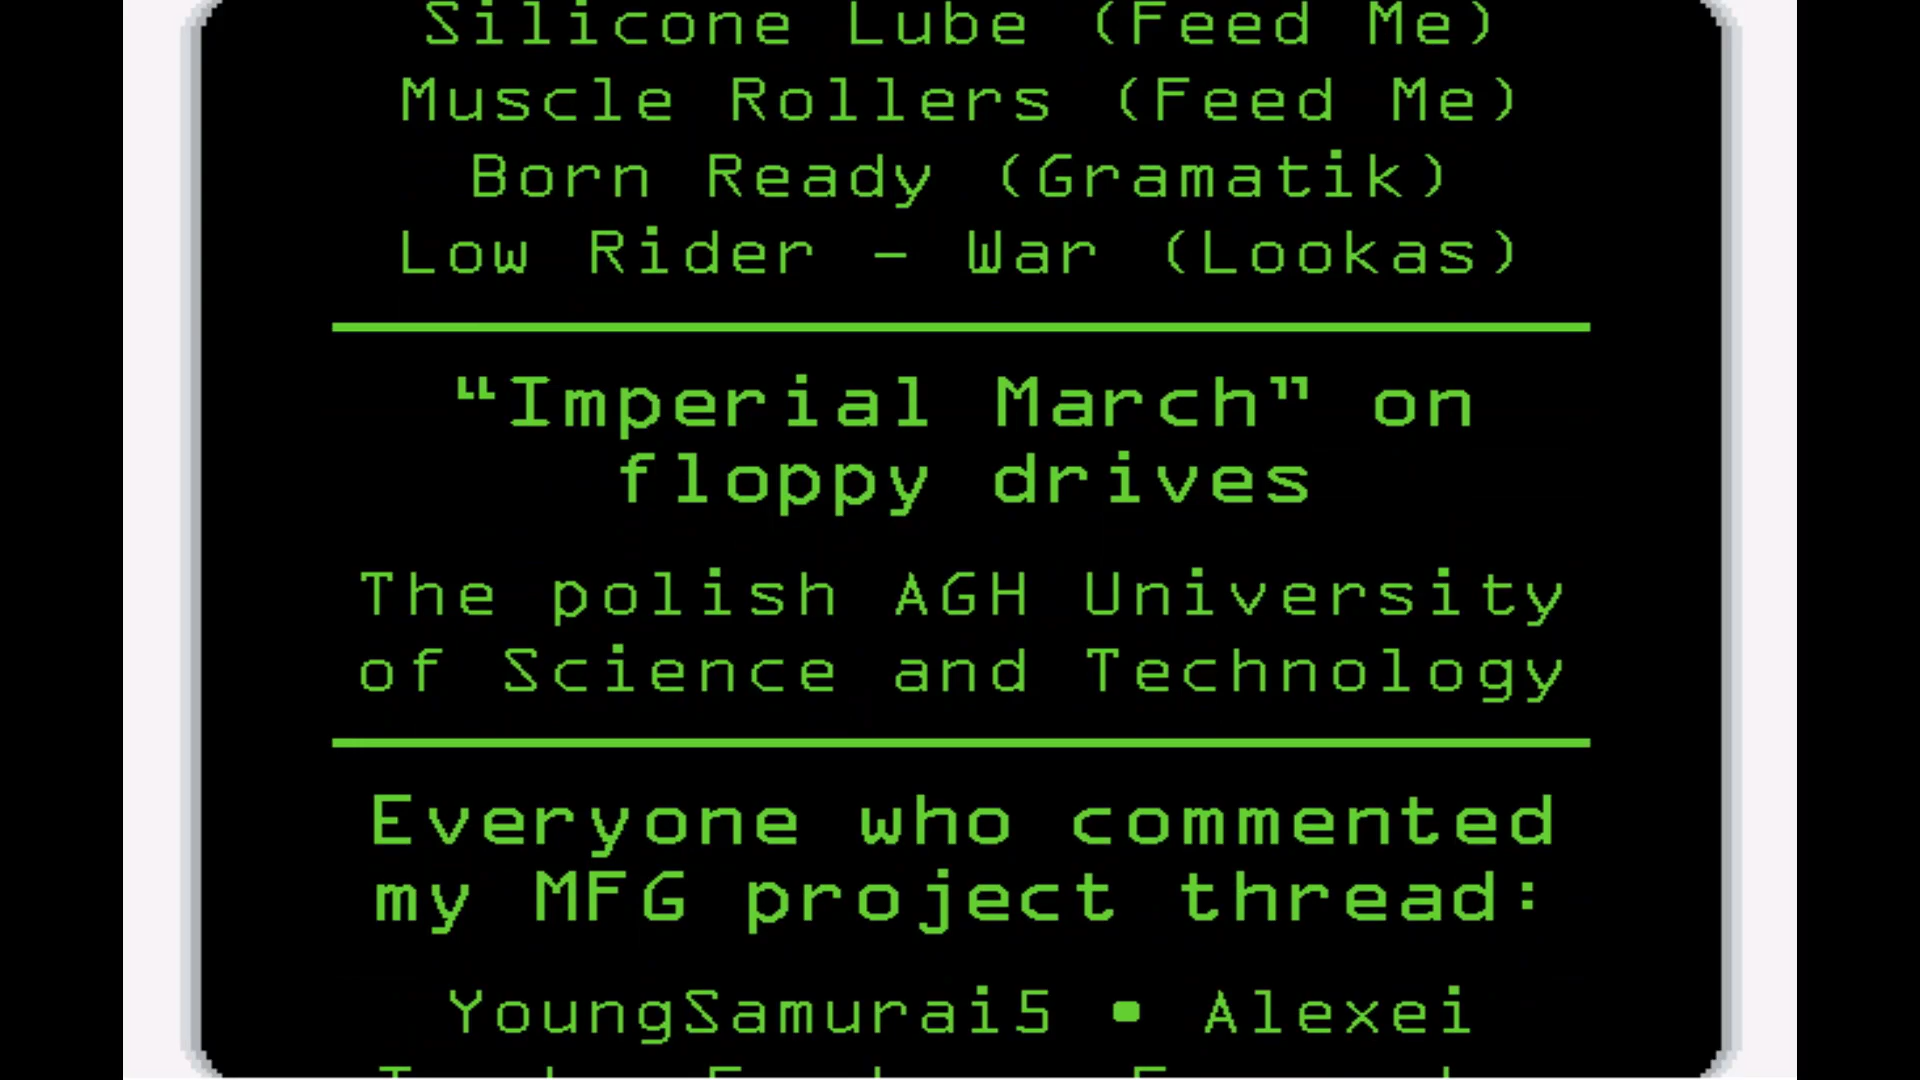 Silicone Lube (Feed Me)
Muscle Rollers (Feed Me)
Born Ready (Gramatik)
Low Rider – War (Lookas)
“Imperial March” on
floppy drives
The polish AGH University
of Science and Technology
Everyone who commented
my MFG project thread:
YoungSamurai5 • Alexei